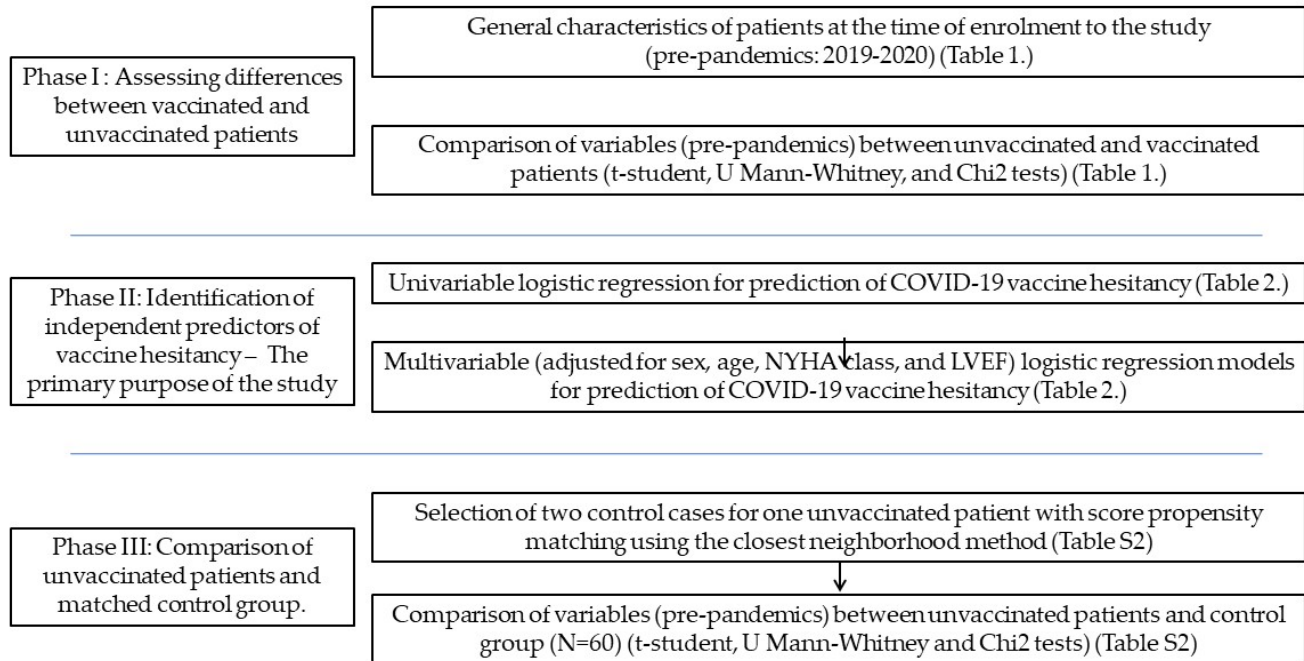 Phase I : Assessing differences
between vaccinated and
unvaccinated patients
General characteristics of patients at the time of enrolment to the study
(pre-pandemics: 2019-2020) (Table 1.)
Comparison of variables (pre-pandemics) between unvaccinated and vaccinated
patients (t-student, U Mann-Whitney, and Chi2 tests) (Table 1.)
Phase II: Identification of
independent predictors of
vaccine hesitancy – The
primary purpose of the study
Univariable logistic regression for prediction of COVID-19 vaccine hesitancy (Table 2.)
Multivariable (adjusted for sex, age, NYHA class, and LVEF) logistic regression models
for prediction of COVID-19 vaccine hesitancy (Table 2.)
Phase III: Comparison of
unvaccinated patients and
matched control group.
Selection of two control cases for one unvaccinated patient with score propensity
matching using the closest neighborhood method (Table S2)
Comparison of variables (pre-pandemics) between unvaccinated patients and control
group (N=60) (t-student, U Mann-Whitney and Chi2 tests) (Table S2)